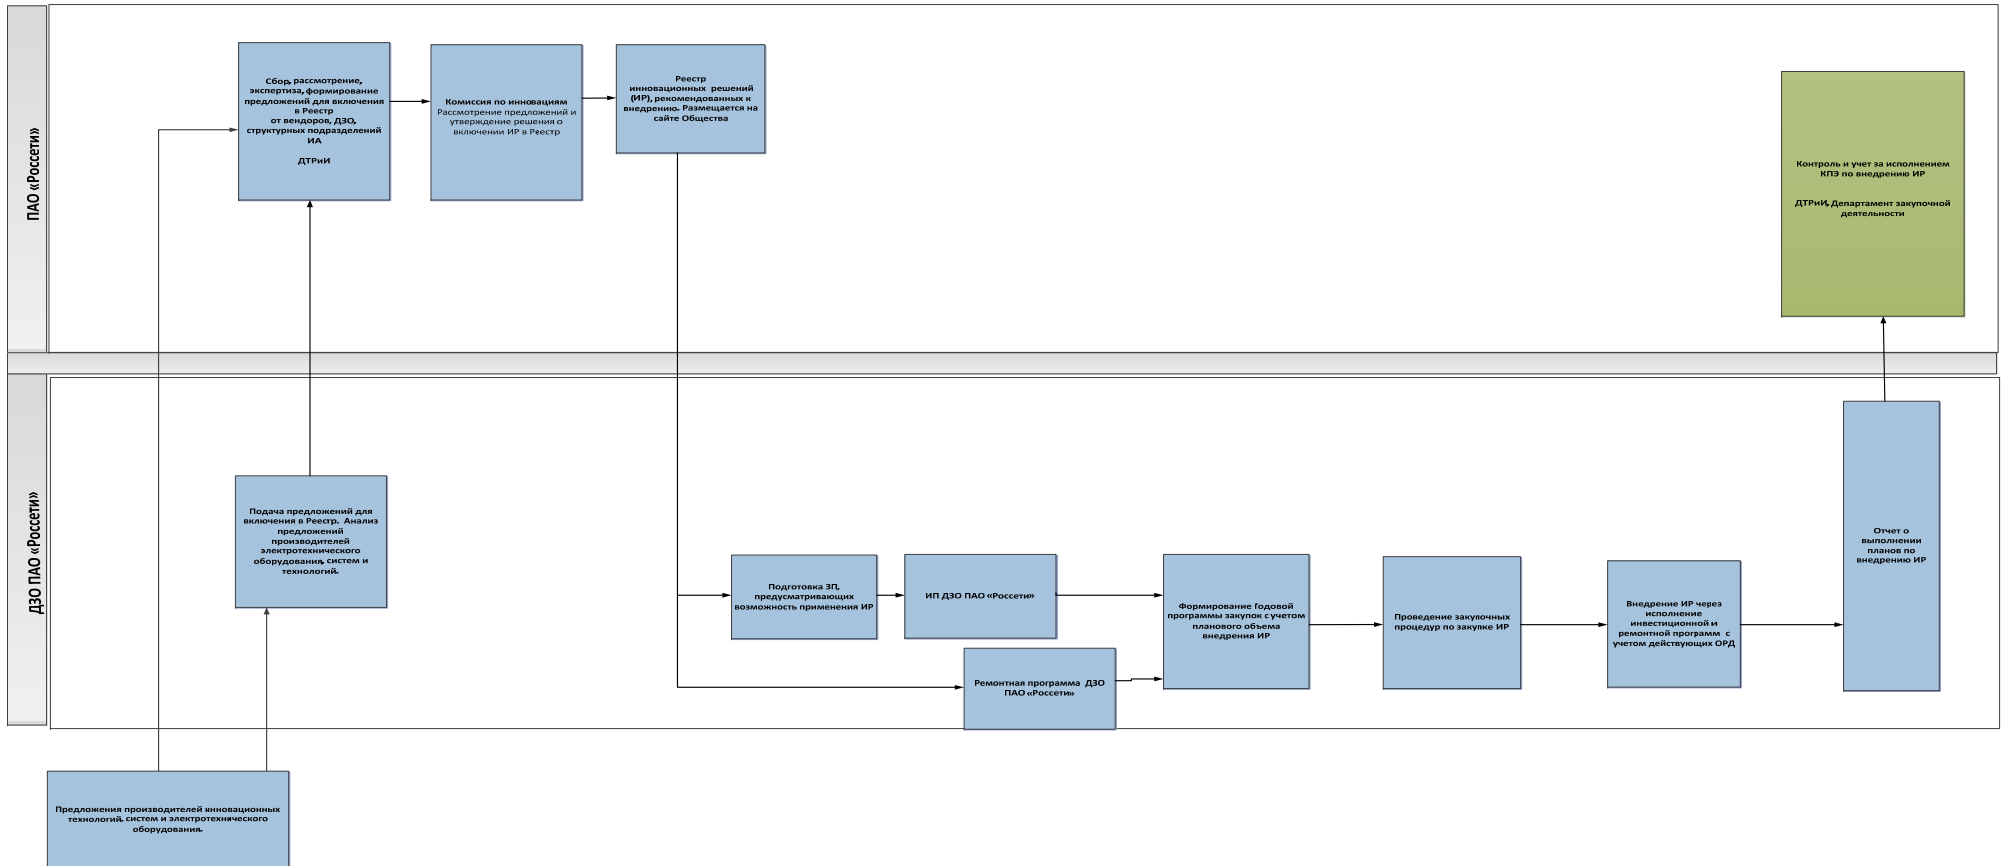 ПАО «Россети»
Сбор, рассмотрение,
экспертиза, формирование
предложений для включения
в Реестр
от вендоров, ДЗО,
структурных подразделений
ИА
ДТРиИ
Комиссия по инновациям
Рассмотрение предложений и
утверждение решения о
включении ИР в Реестр
Реестр
инновационных решений
(ИР), рекомендованных к
внедрению. Размещается на
сайте Общества
Контроль и учет за исполнением
КПЭ по внедрению ИР
ДТРиИ, Департамент закупочной
деятельности
ДЗО ПАО «Россети»
Подача предложений для
включения в Реестр. Анализ
предложений
производителей
электротехнического
оборудования, систем и
технологий.
Подготовка ЗП,
предусматривающих
возможность применения ИР
ИП ДЗО ПАО «Россети»
Ремонтная программа ДЗО
ПАО «Россети»
Формирование Годовой
программы закупок с учетом
планового объема
внедрения ИР
Проведение закупочных
процедур по закупке ИР
Внедрение ИР через
исполнение
инвестиционной и
ремонтной программ с
учетом действующих ОРД
Отчет о
выполнении
планов по
внедрению ИР
Предложения производителей инновационных
технологий, систем и электротехнического
оборудования.